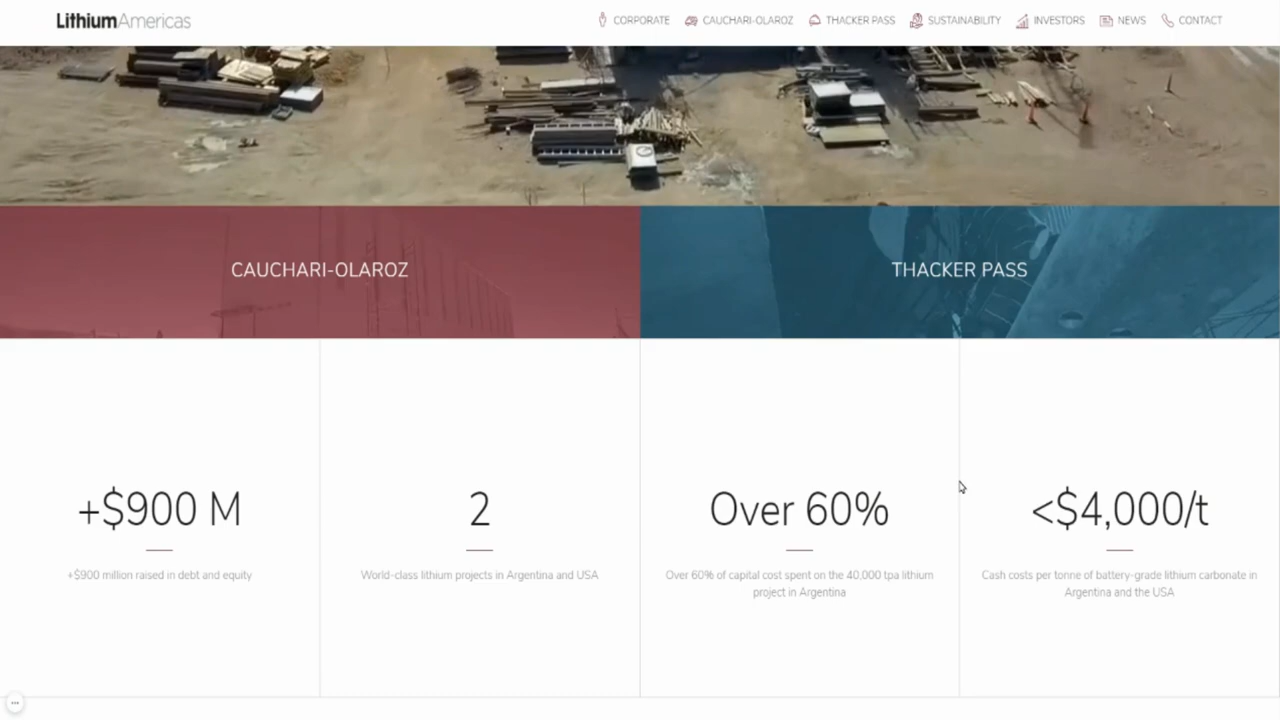 LithiumAmericas
CORPORATE
CAUCHARI-OLAROZ
THACKER PASS
SUSTAINABILITY
INVESTORS
NEWS
CONTACT
CAUCHARI-OLAROZ
THACKER PASS
+$900 M
+$900 million raised in debt and equity
2
World-class lithium projects in Argentina and USA
Over 60%
Over 60% of capital cost spent on the 40,000 tpa lithium
project in Argentina
<$4,000/t
Cash costs per tonne of battery-grade lithium carbonate in
Argentina and the USA